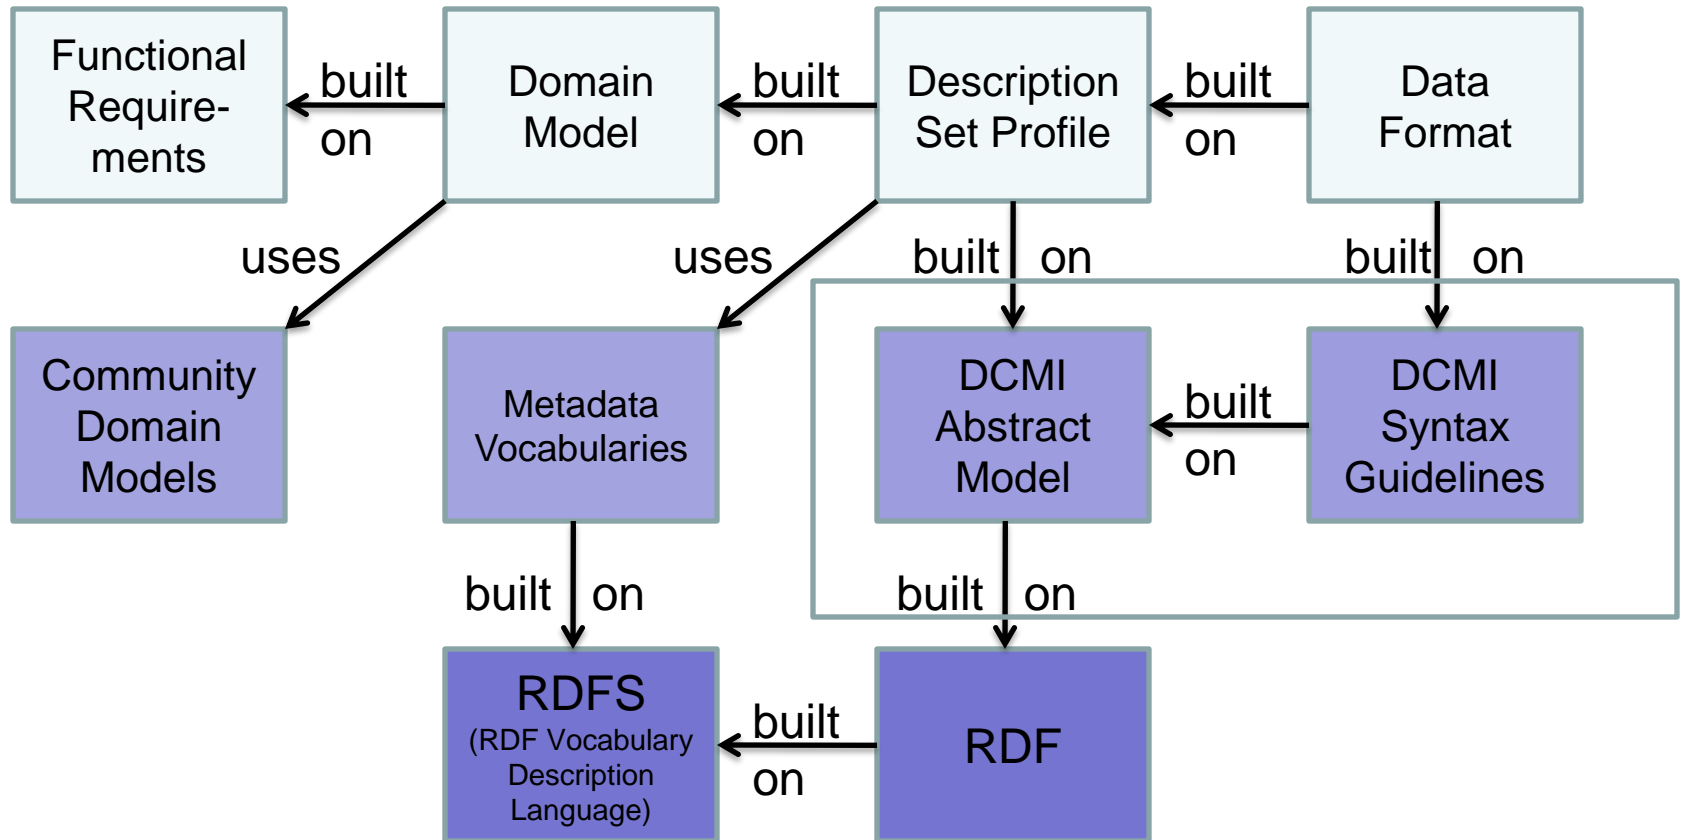 Functional
Require-
ments
built
on
Domain
Model
built
on
Description
Set Profile
built
on
Data
Format
uses
uses
built on
built on
Community
Domain
Models
Metadata
Vocabularies
DCMI
Abstract
Model
built
on
DCMI
Syntax
Guidelines
built on
built on
RDFS
(RDF Vocabulary
Description
Language)
built
on
RDF